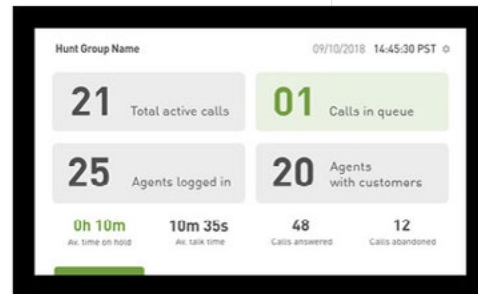 Hunt Group Name 09/10/2018 14:45:30 PST
21 Total active calls
01 Calls in queue
25 Agents logged in
20 Agents
with customers
0h 10m 10m 35s 48 12
Av. time on hold Av. talk time Calls answered Calls abandoned